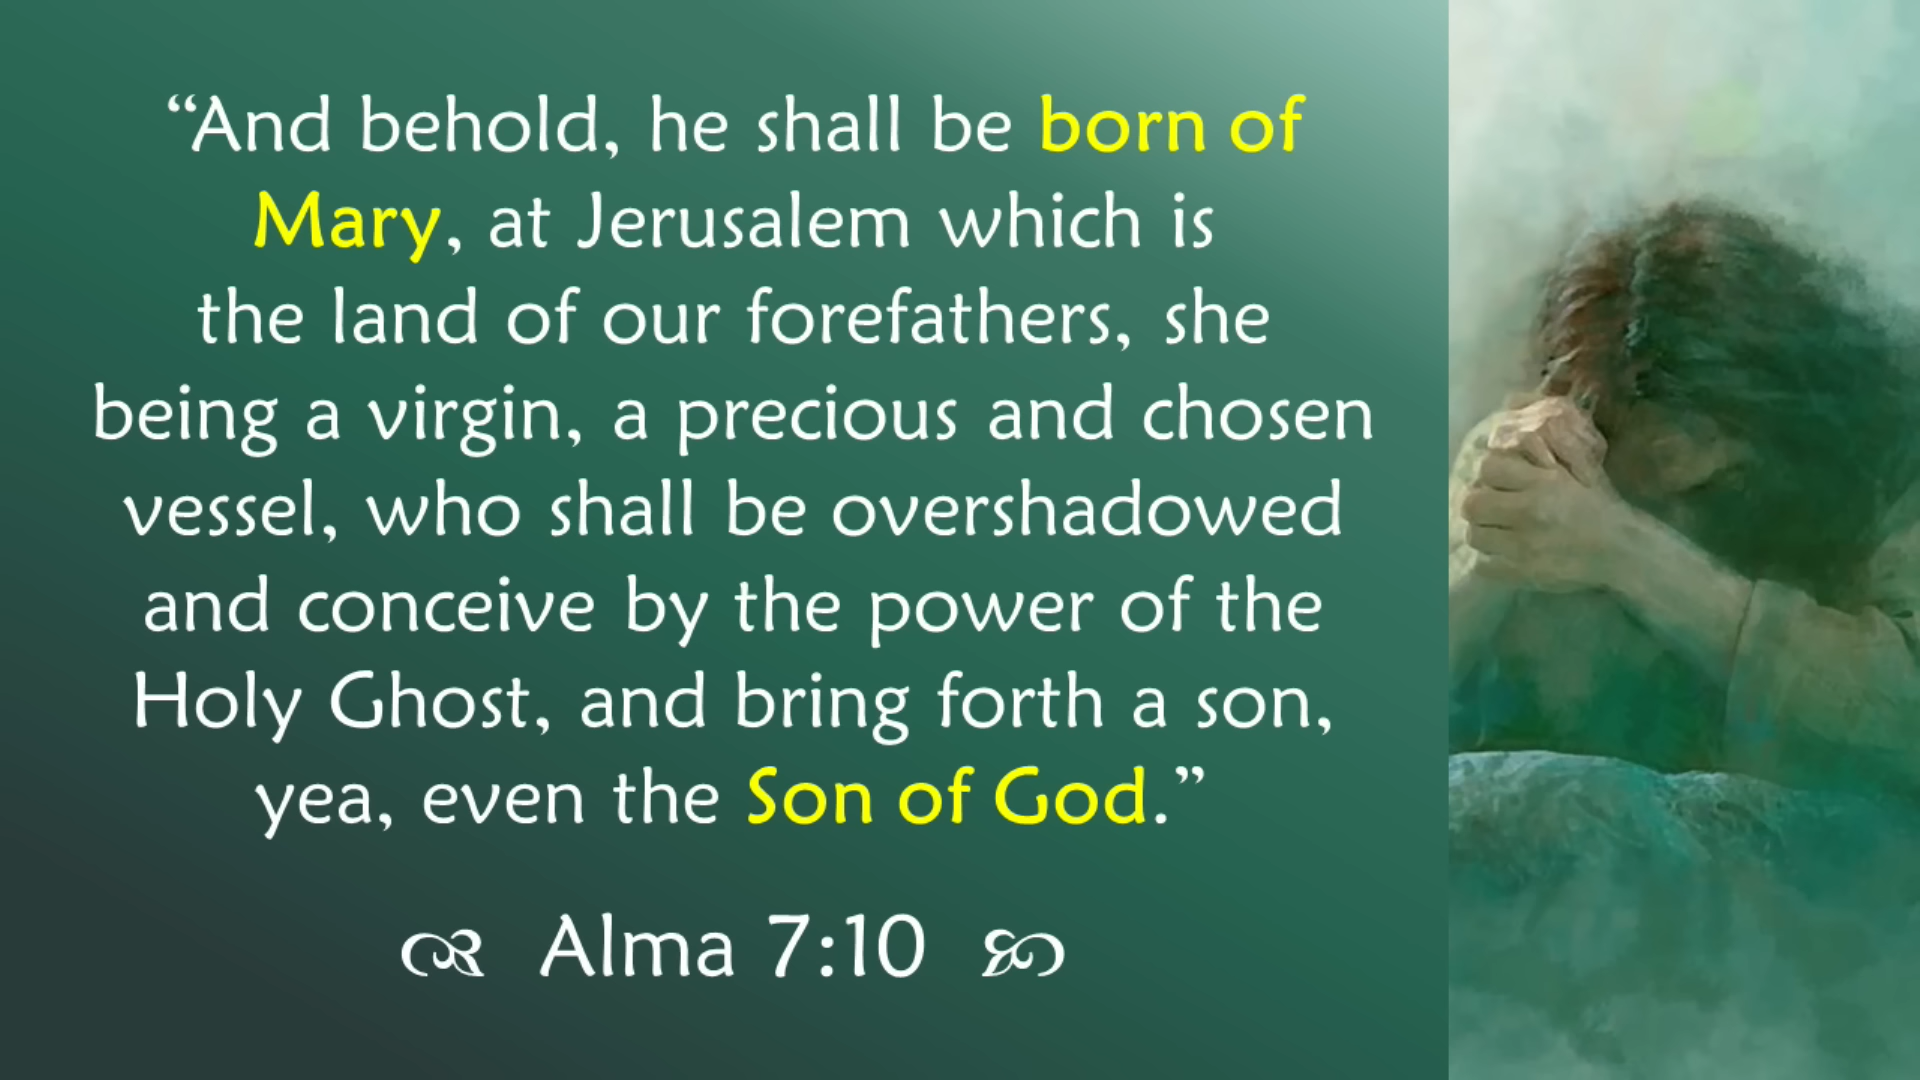 “And behold, he shall be born of
Mary, at Jerusalem which is
the land of our forefathers, she
being a virgin, a precious and chosen
vessel, who shall be overshadowed
and conceive by the power of the
Holy Ghost, and bring forth a son,
yea, even the Son of God.”
Alma 7:10